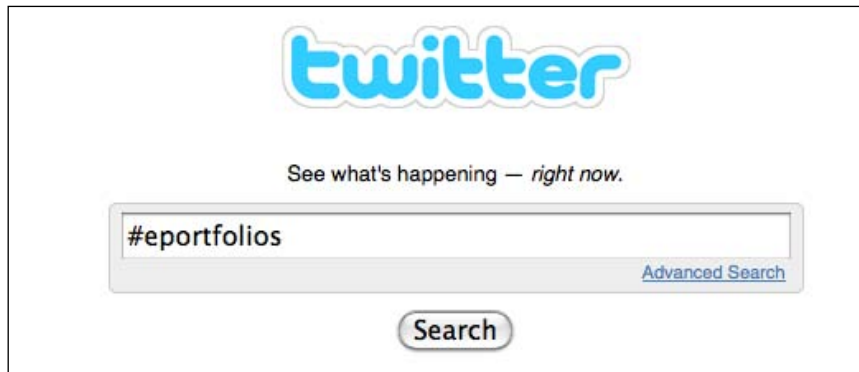 twitter
See what's happening — right now.
#eportfolios
Advanced Search
Search